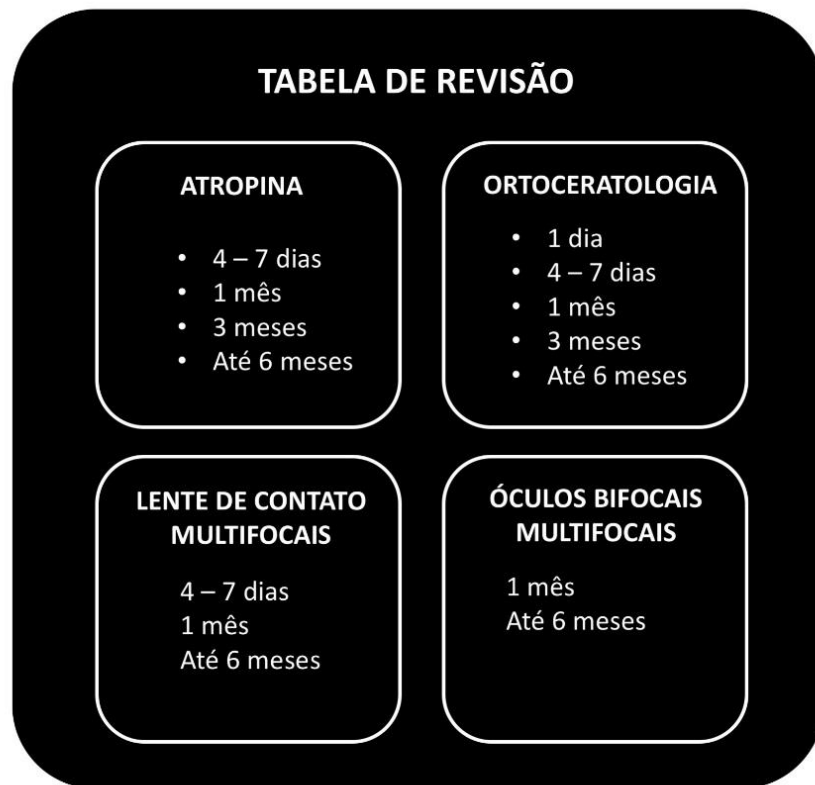 TABELA DE REVISÃO
ATROPINA
• 4 – 7 dias
• 1 mês
• 3 meses
• Até 6 meses
ORTOCERATOLOGIA
• 1 dia
• 4 – 7 dias
• 1 mês
• 3 meses
• Até 6 meses
LENTE DE CONTATO
MULTIFOCAIS
4 – 7 dias
1 mês
Até 6 meses
ÓCULOS BIFOCAIS
MULTIFOCAIS
1 mês
Até 6 meses